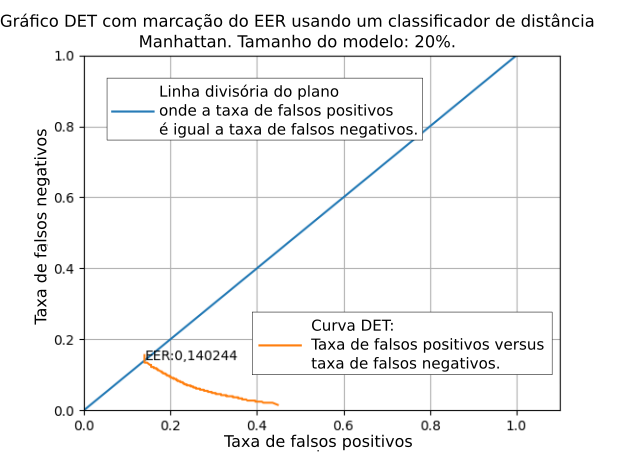 Gráfico DET com marcação do EER usando um classificador de distância
Manhattan. Tamanho do modelo: 20%.
Linha divisória do plano
onde a taxa de falsos positivos
é igual a taxa de falsos negativos.
Taxa de falsos negativos
1.0
0.8
0.6
0.4
0.2
0.0
EER:0,140244
Curva DET:
Taxa de falsos positivos versus
taxa de falsos negativos.
0.0 0.2 0.4 0.6 0.8 1.0
Taxa de falsos positivos